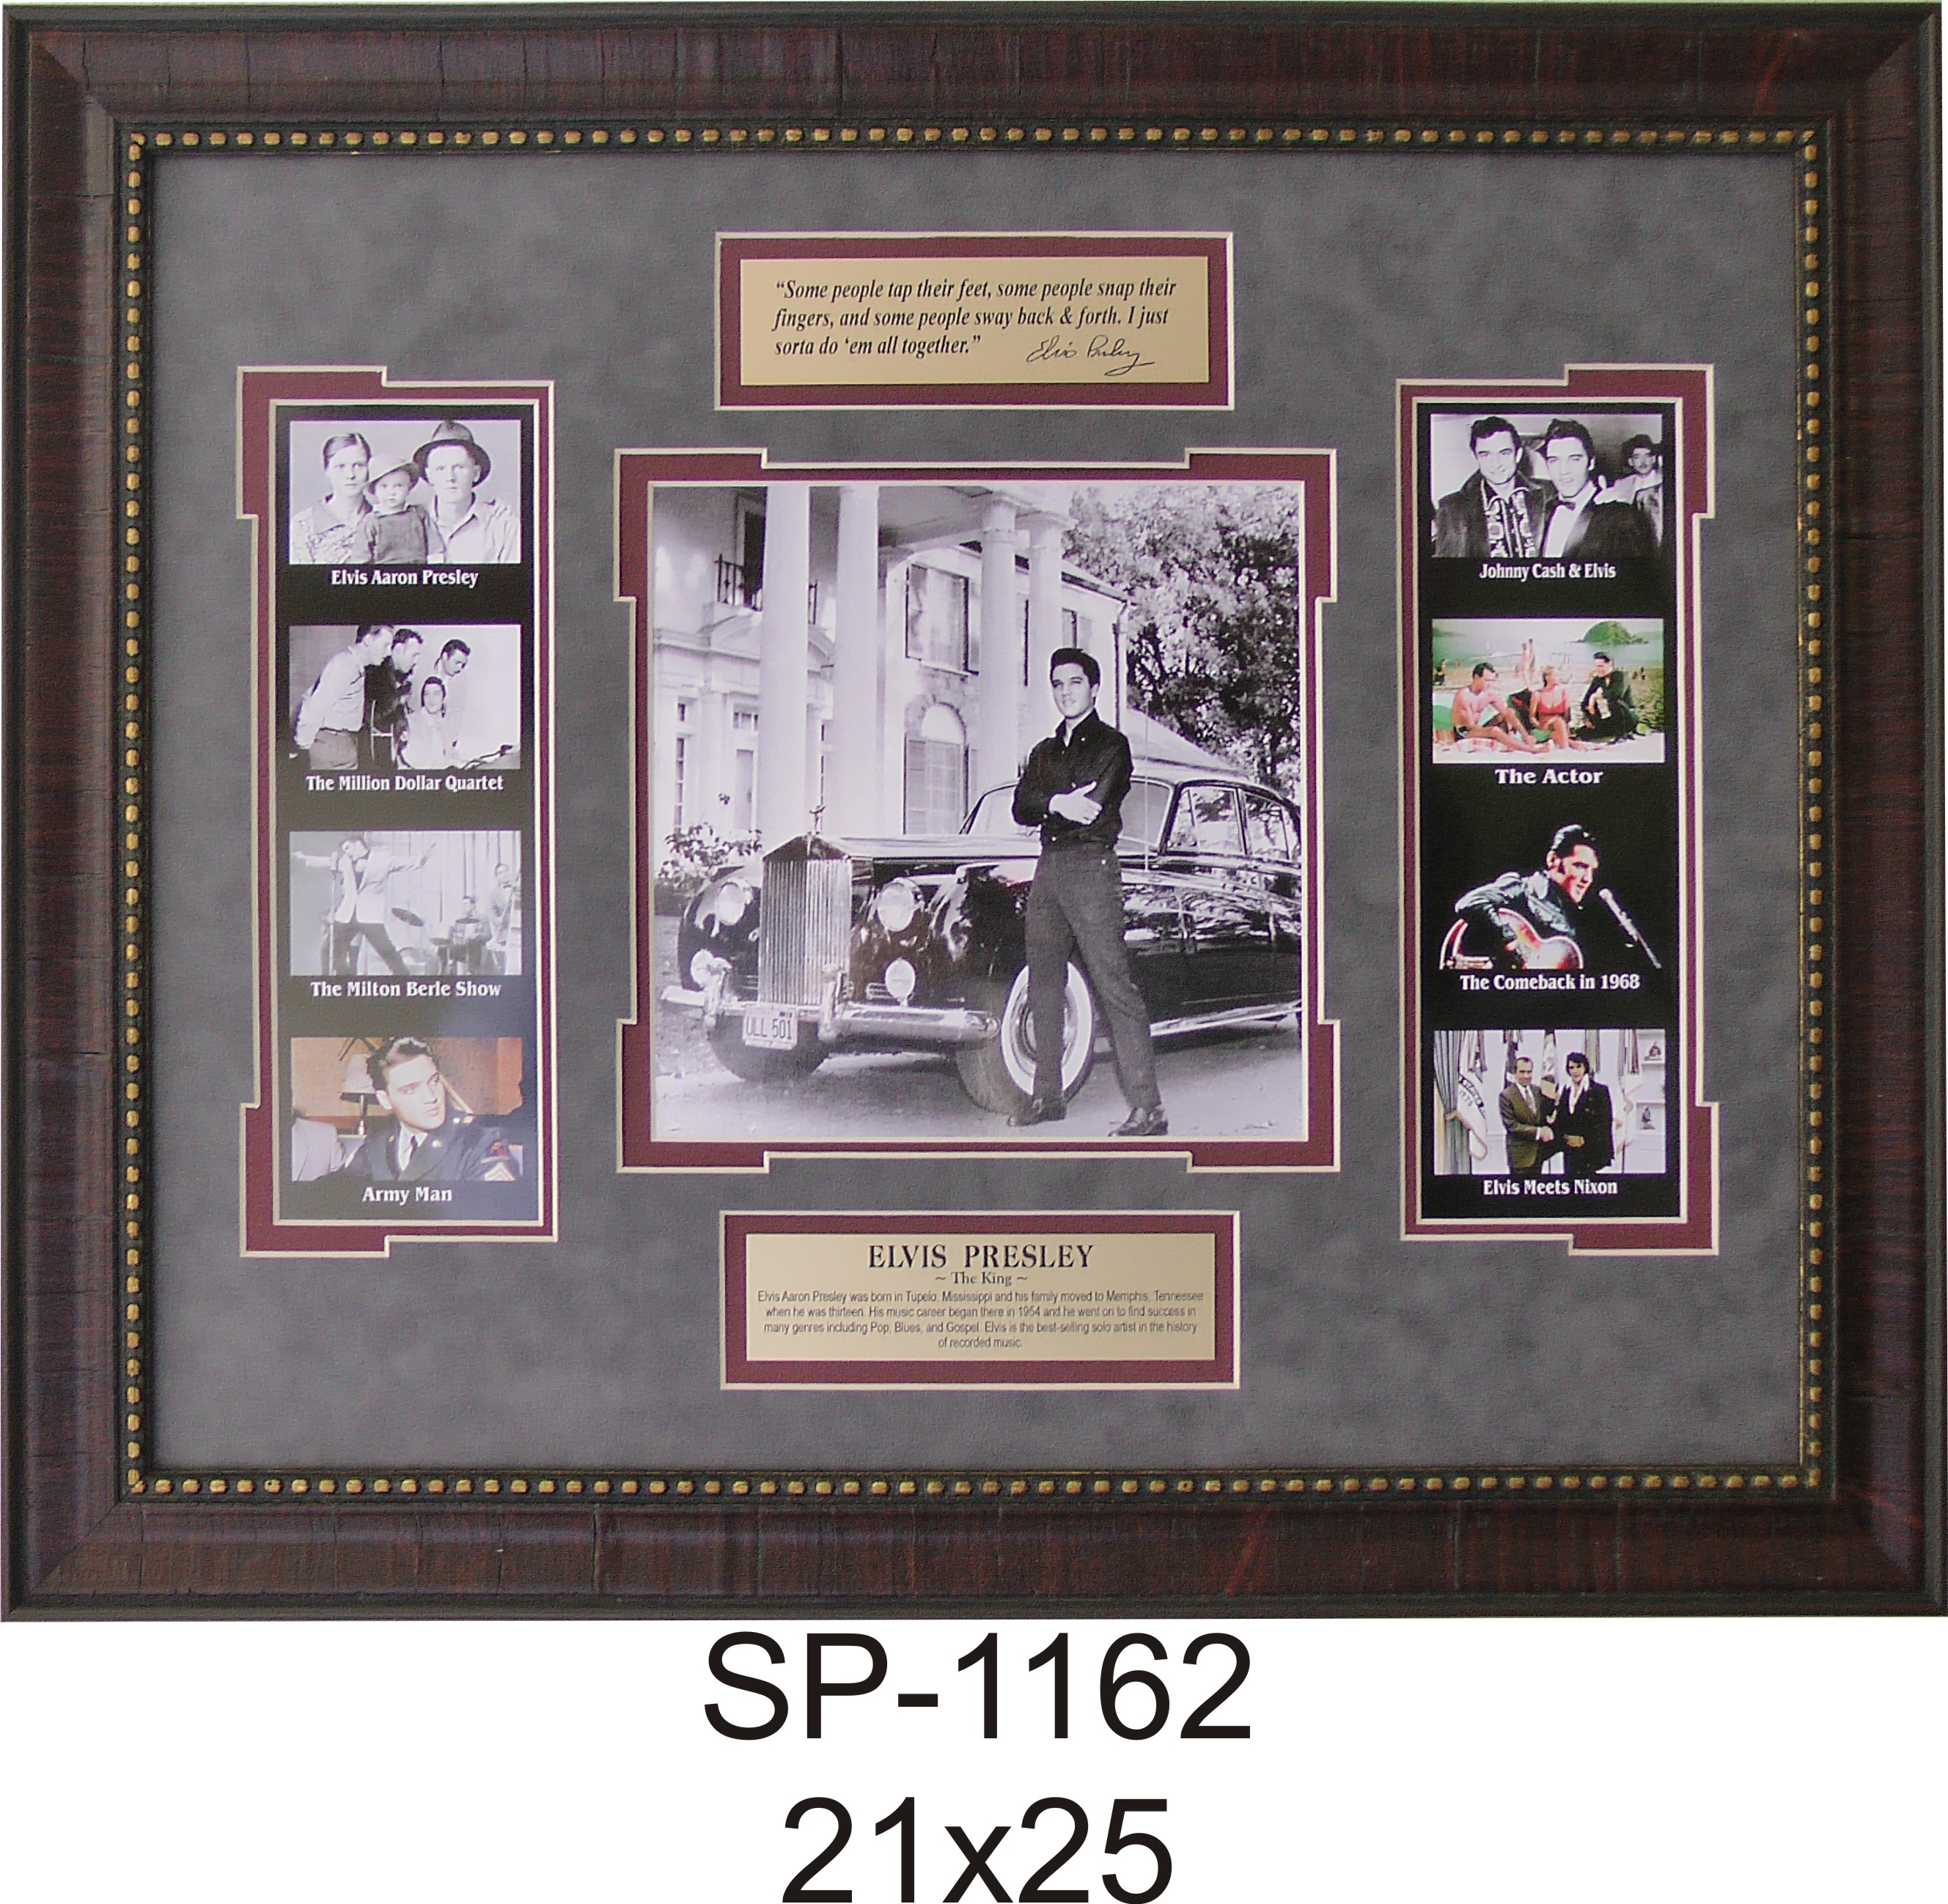 “Some people tap their feet, some people snap their
fingers, and some people sway back & forth. I just
sorta do ‘em all together.”
Elvis Presley
Elvis Aaron Presley
The Million Dollar Quartet
The Milton Berle Show
Army Man
ULL 501
Johnny Cash & Elvis
The Actor
The Comeback in 1968
Elvis Meets Nixon
ELVIS PRESLEY
~ The King ~
Elvis Aaron Presley was born in Tupelo, Mississippi and his family moved to Memphis, Tennessee
when he was thirteen. His music career began there in 1954 and he went on to find success in
many genres including Pop, Blues, and Gospel. Elvis is the best-selling solo artist in the history
of recorded music.
SP-1162
21x25